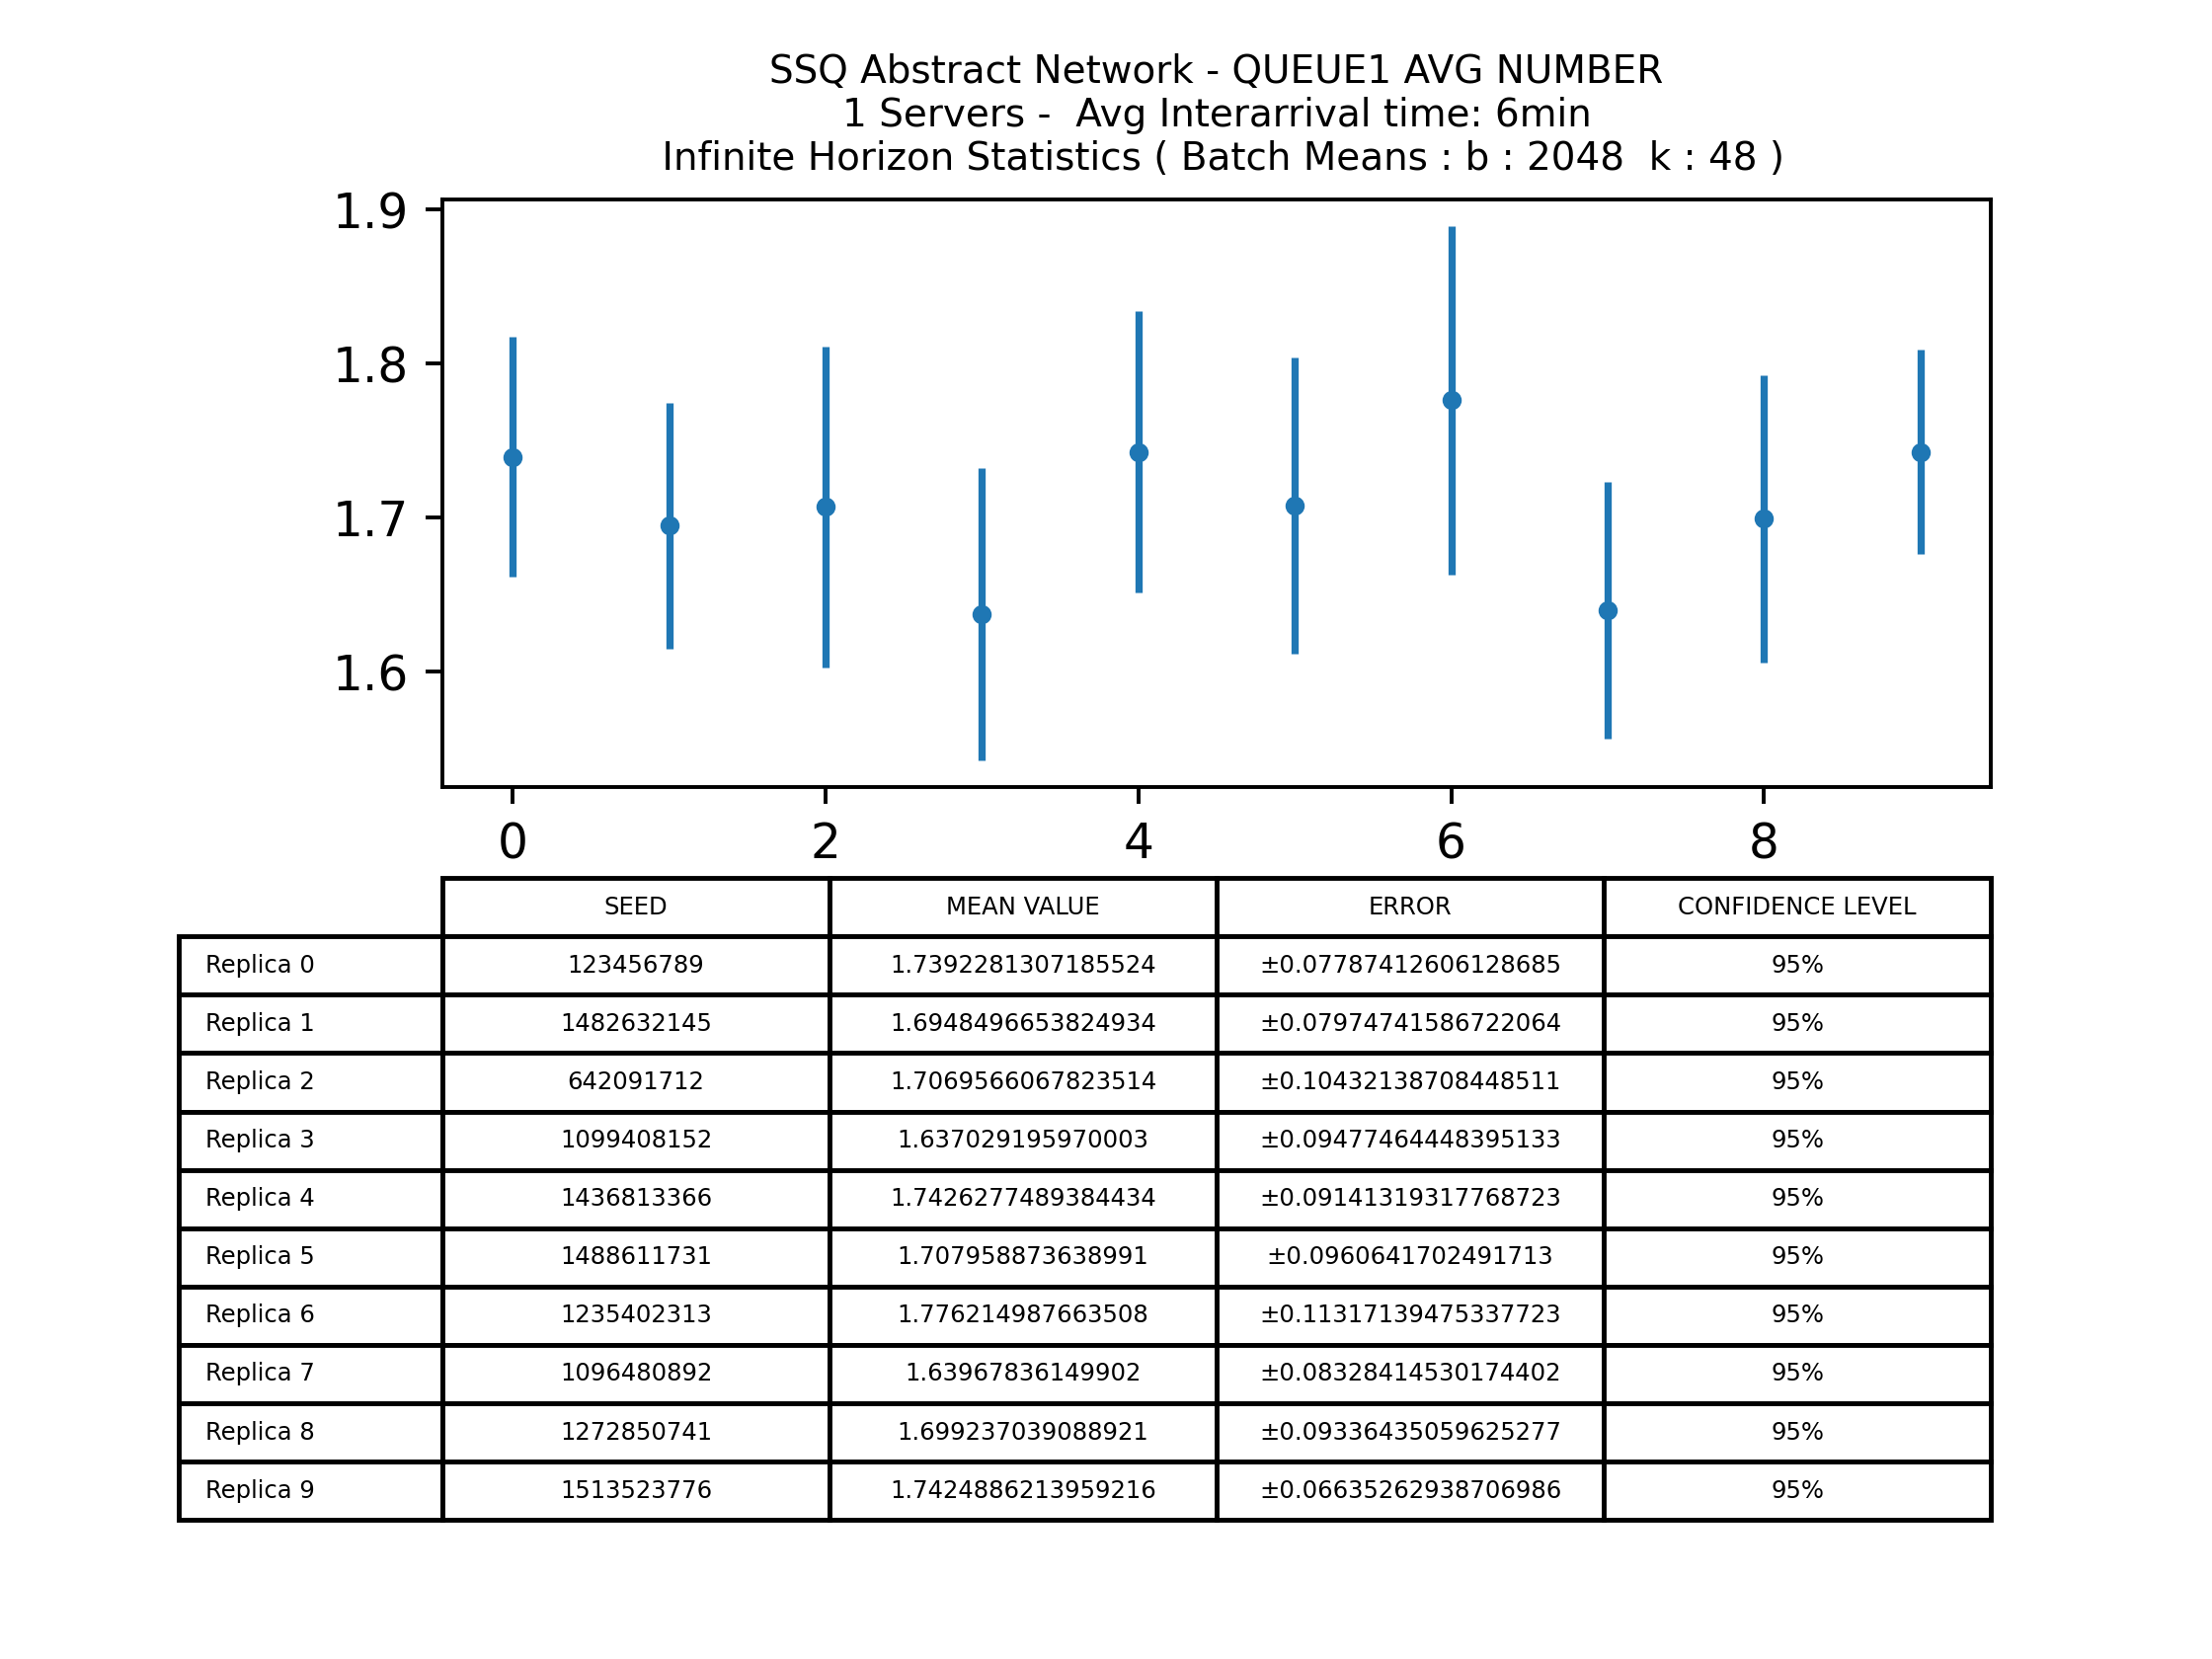 SSQ Abstract Network - QUEUE1 AVG NUMBER
1 Servers -  Avg Interarrival time: 6min
Infinite Horizon Statistics ( Batch Means : b : 2048  k : 48 )
1.9
1.8
1.7
1.6
0 2 4 6 8
SEED MEAN VALUE ERROR CONFIDENCE LEVEL
Replica 0 123456789 1.7392281307185524 ±0.07787412606128685 95%
Replica 1 1482632145 1.6948496653824934 ±0.07974741586722064 95%
Replica 2 642091712 1.7069566067823514 ±0.10432138708448511 95%
Replica 3 1099408152 1.637029195970003 ±0.09477464448395133 95%
Replica 4 1436813366 1.7426277489384434 ±0.09141319317768723 95%
Replica 5 1488611731 1.707958873638991 ±0.0960641702491713 95%
Replica 6 1235402313 1.776214987663508 ±0.11317139475337723 95%
Replica 7 1096480892 1.63967836149902 ±0.08328414530174402 95%
Replica 8 1272850741 1.699237039088921 ±0.09336435059625277 95%
Replica 9 1513523776 1.7424886213959216 ±0.06635262938706986 95%